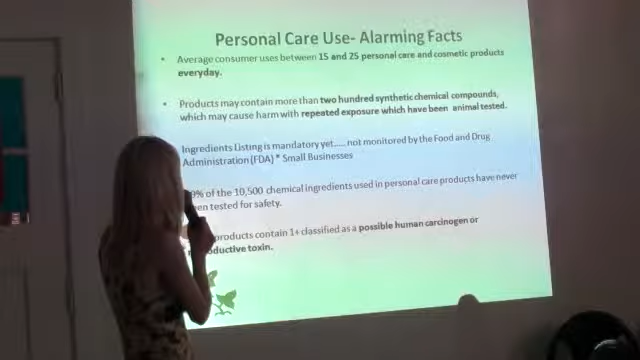 Personal Care Use- Alarming Facts
• Average consumer uses between 15 and 25 personal care and cosmetic products
everyday.
• Products may contain more than two hundred synthetic chemical compounds,
which may cause harm with repeated exposure which have been animal tested.
Ingredients Listing is mandatory yet..... not monitored by the Food and Drug
Administration (FDA) * Small Businesses
9% of the 10,500 chemical ingredients used in personal care products have never
en tested for safety.
products contain 1+ classified as a possible human carcinogen or
ductive toxin.